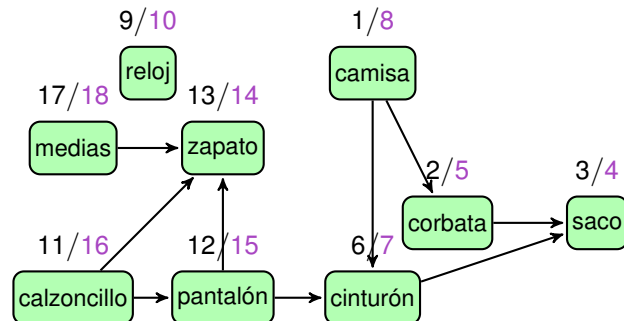 9/10
1/8
reloj
camisa
17/18
13/14
medias
zapato
2/5
3/4
corbata
saco
11/16
12/15
6/7
calzoncillo
pantalón
cinturón